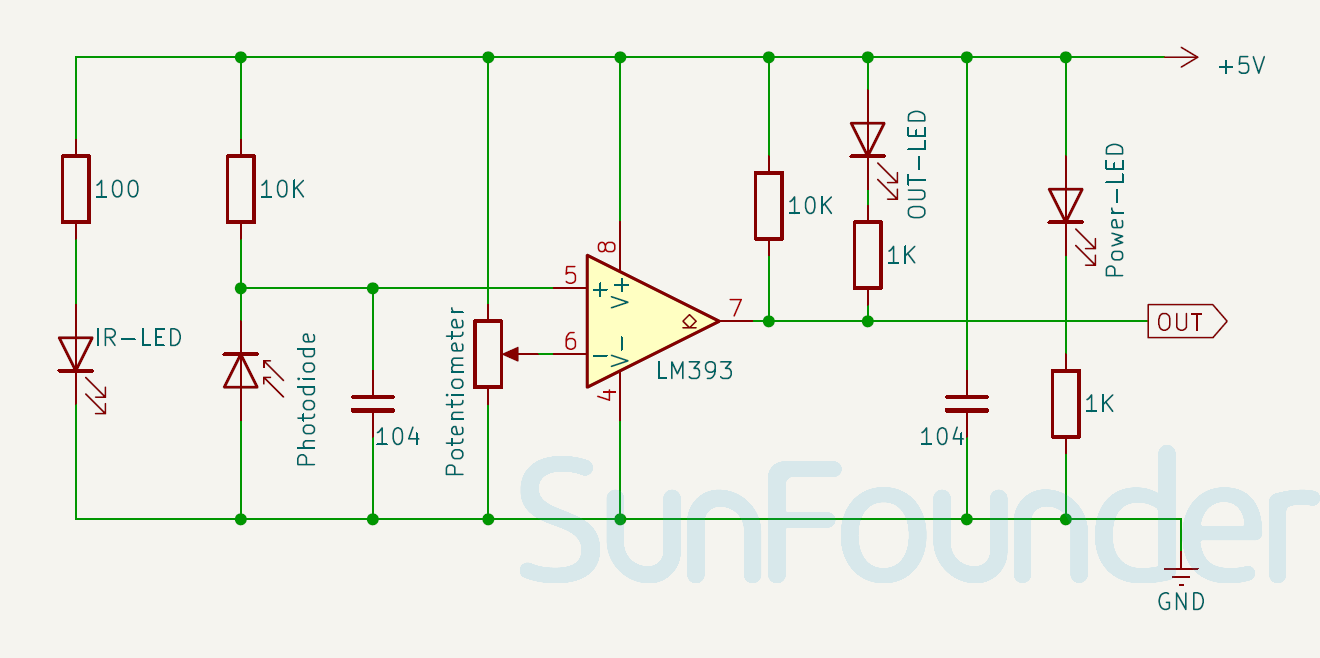 +5V
OUT-LED
Power-LED
100
10K
10K
1K
8
5
+
V+
7
OUT
IR-LED
Photodiode
Potentiometer
6
-
V-
LM393
4
104
104
1K
SunFounder
GND